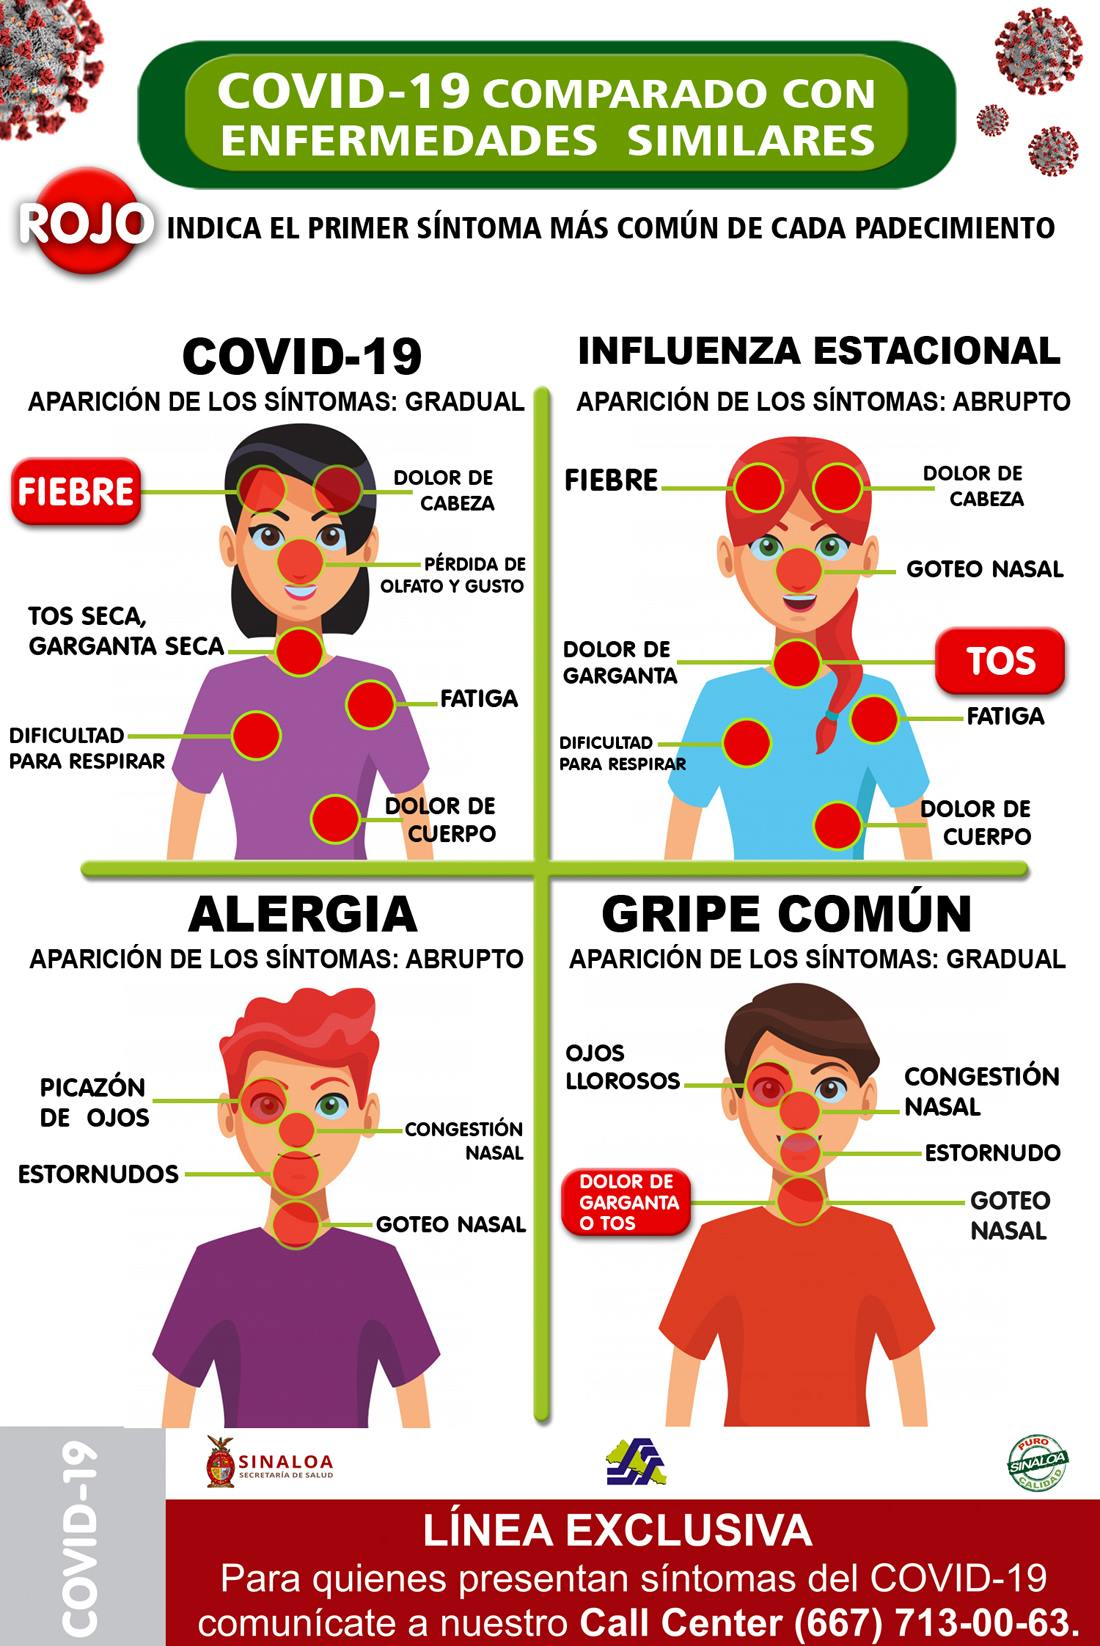 COVID-19 COMPARADO CON
ENFERMEDADES SIMILARES
ROJO INDICA EL PRIMER SÍNTOMA MÁS COMÚN DE CADA PADECIMIENTO
COVID-19
APARICIÓN DE LOS SÍNTOMAS: GRADUAL
FIEBRE
DOLOR DE
CABEZA
PÉRDIDA DE
OLFATO Y GUSTO
TOS SECA,
GARGANTA SECA
FATIGA
DIFICULTAD
PARA RESPIRAR
DOLOR DE
CUERPO
INFLUENZA ESTACIONAL
APARICIÓN DE LOS SÍNTOMAS: ABRUPTO
FIEBRE
DOLOR DE
CABEZA
GOTEO NASAL
DOLOR DE
GARGANTA
TOS
FATIGA
DIFICULTAD
PARA RESPIRAR
DOLOR DE
CUERPO
ALERGIA
APARICIÓN DE LOS SÍNTOMAS: ABRUPTO
PICAZÓN
DE OJOS
CONGESTIÓN
NASAL
ESTORNUDOS
GOTEO NASAL
GRIPE COMÚN
APARICIÓN DE LOS SÍNTOMAS: GRADUAL
OJOS
LLOROSOS
CONGESTIÓN
NASAL
ESTORNUDO
DOLOR DE
GARGANTA
O TOS
GOTEO
NASAL
COVID-19
SINALOA
SECRETARÍA DE SALUD
PURO
SINALOA
CALIDAD
LÍNEA EXCLUSIVA
Para quienes presentan síntomas del COVID-19
comunícate a nuestro Call Center (667) 713-00-63.